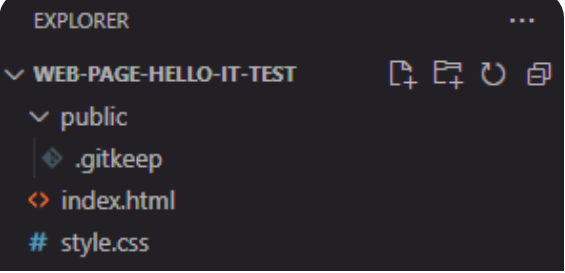 EXPLORER
WEB-PAGE-HELLO-IT-TEST
public
.gitkeep
index.html
# style.css